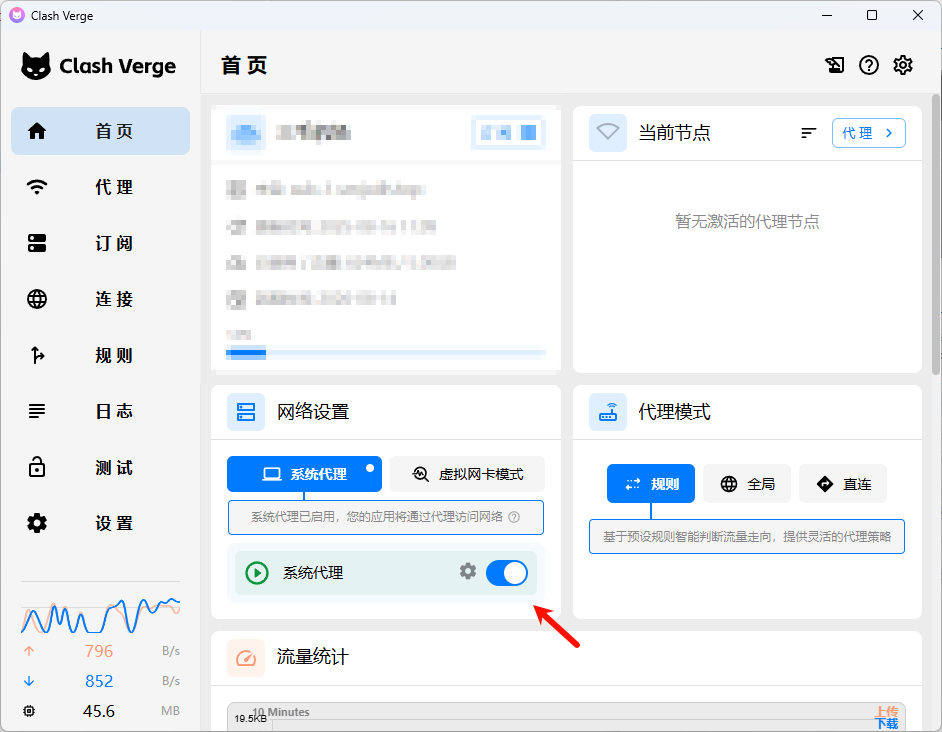 Clash Verge
Clash Verge
首 页
首 页
代 理
订 阅
连 接
规 则
日 志
测 试
设 置
796 B/s
852 B/s
45.6 MB
当前节点
代 理
暂无激活的代理节点
网络设置
系统代理
虚拟网卡模式
系统代理已启用，您的应用将通过代理访问网络
系统代理
代理模式
规则
全局
直连
基于预设规则智能判断流量走向，提供灵活的代理策略
流量统计
10 Minutes
19.5KB
上传
下载